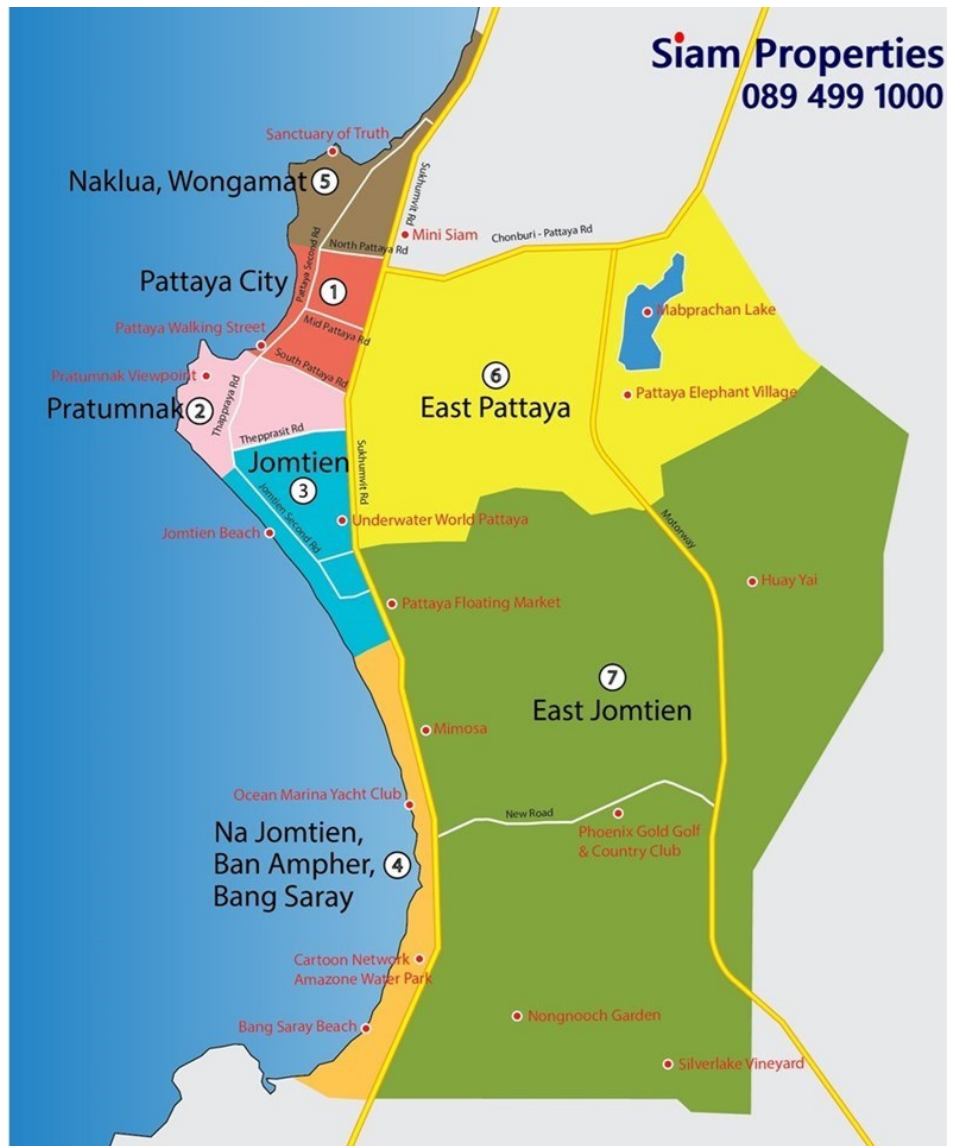 Siam Properties
089 499 1000
Sanctuary of Truth
Naklua, Wongamat 5
Sukhumvit Rd
Mini Siam
Chonburi - Pattaya Rd
North Pattaya Rd
Pattaya Second Rd
Pattaya City
1
Mabprachan Lake
Mid Pattaya Rd
Pattaya Walking Street
South Pattaya Rd
Pratumnak Viewpoint
6
East Pattaya
Pattaya Elephant Village
Pratumnak 2
Thappraya Rd
Thepprasit Rd
Jomtien
3
Sukhumvit Rd
Jomtien Second Rd
Underwater World Pattaya
Jomtien Beach
Motorway
Huay Yai
Pattaya Floating Market
7
East Jomtien
Mimosa
Ocean Marina Yacht Club
New Road
Phoenix Gold Golf
& Country Club
Na Jomtien,
Ban Ampher,
Bang Saray
4
Cartoon Network
Amazone Water Park
Bang Saray Beach
Nongnooch Garden
Silverlake Vineyard